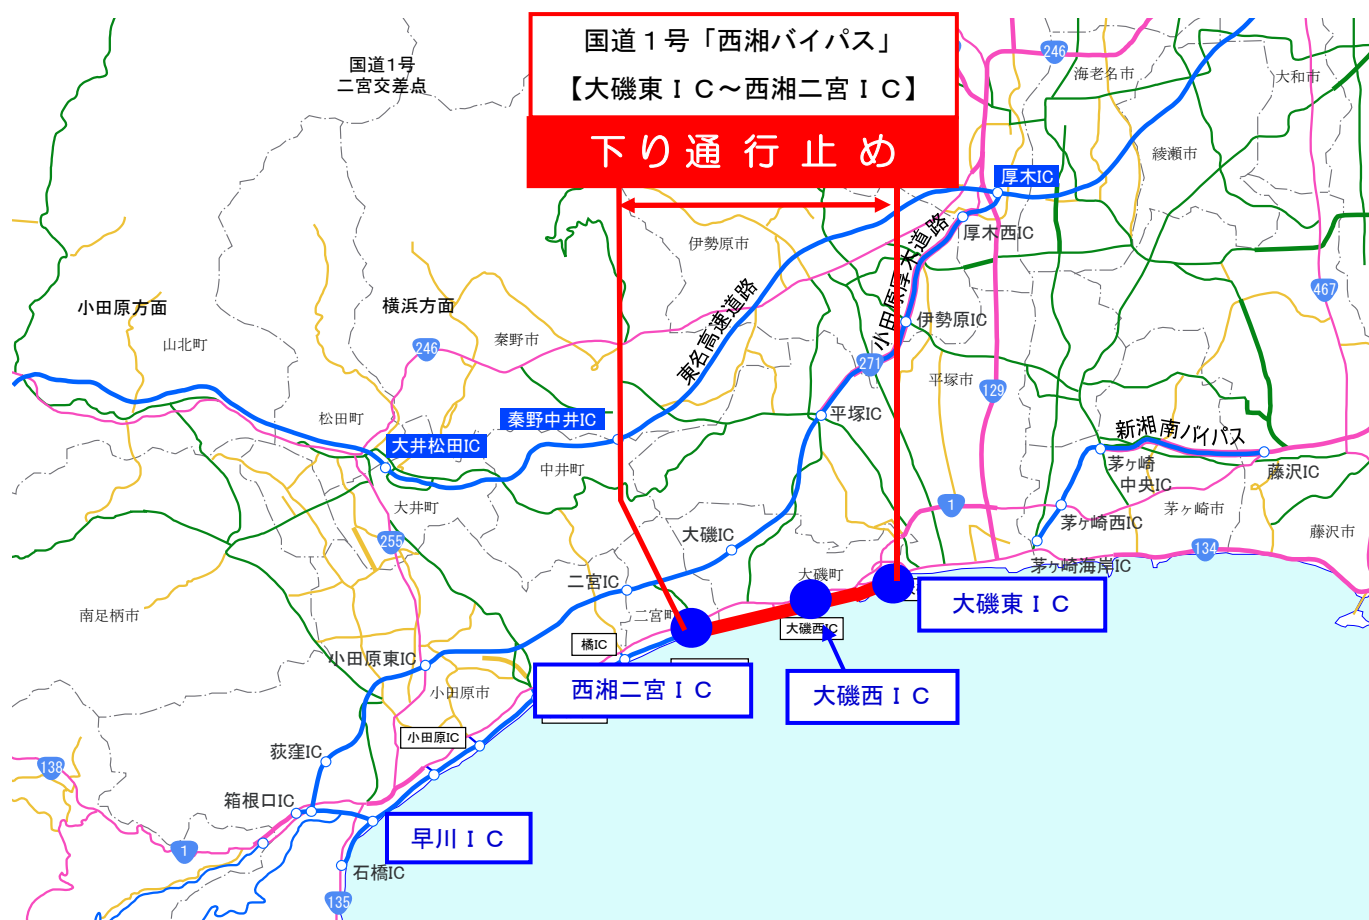 国道１号「西湘バイパス」
【大磯東ＩＣ～西湘二宮ＩＣ】
下り通行止め
国道1号
二宮交差点
246
海老名市
大和市
綾瀬市
厚木IC
厚木西IC
伊勢原市
小田原厚木道路
東名高速道路
小田原方面
横浜方面
467
山北町
246
秦野市
伊勢原IC
271
平塚市
129
松田町
秦野中井IC
平塚IC
大井松田IC
新湘南バイパス
中井町
茅ヶ崎
中央IC
藤沢IC
大井町
1
茅ヶ崎西IC
茅ヶ崎市
藤沢市
255
大磯IC
134
茅ヶ崎海岸IC
二宮IC
大磯町
大磯東ＩＣ
南足柄市
二宮町
大磯西IC
橘IC
小田原東IC
西湘二宮ＩＣ
大磯西ＩＣ
小田原市
小田原IC
荻窪IC
138
箱根口IC
早川ＩＣ
1
石橋IC
135